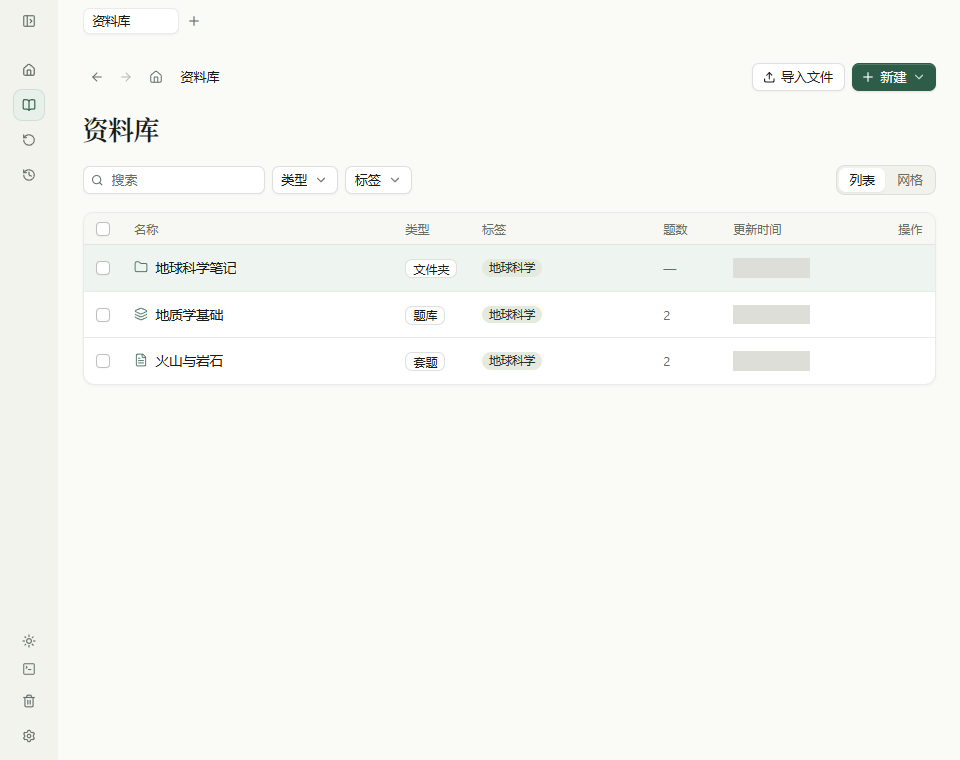 资料库
资料库
导入文件
新建
资料库
搜索
类型
标签
列表
网格
名称 类型 标签 题数 更新时间 操作
地球科学笔记 文件夹 地球科学 —
地质学基础 题库 地球科学 2
火山与岩石 套题 地球科学 2